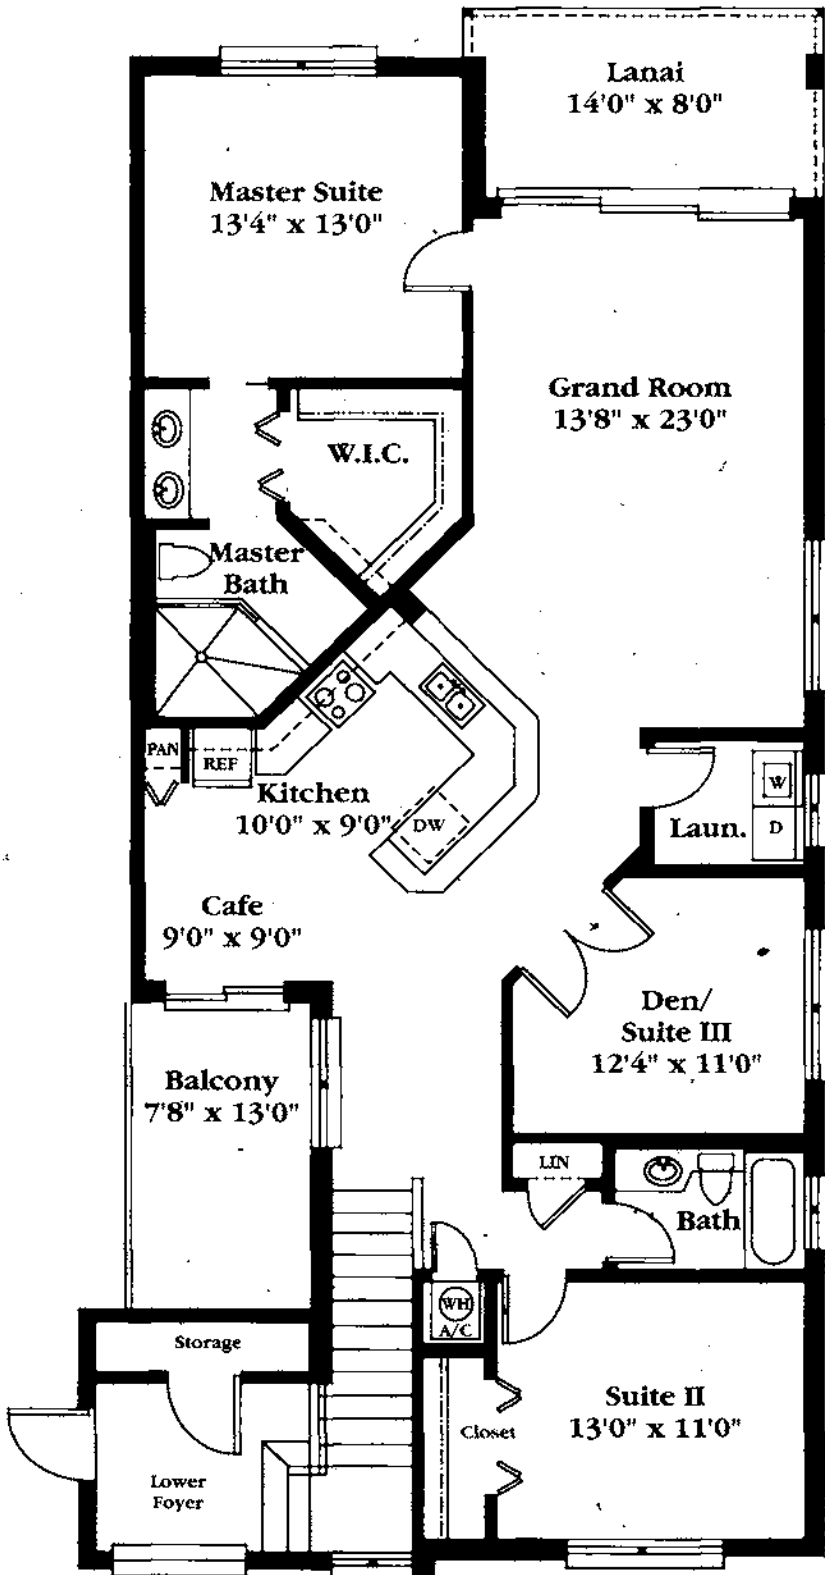 Lanai
14'0" x 8'0"
Master Suite
13'4" x 13'0"
Grand Room
13'8" x 23'0"
W.I.C.
Master
Bath
PAN
REF
Kitchen
10'0" x 9'0"
DW
W
D
Laun.
Cafe
9'0" x 9'0"
Den/
Suite III
12'4" x 11'0"
Balcony
7'8" x 13'0"
LIN
Bath
WH
A/C
Storage
Suite II
13'0" x 11'0"
Closet
Lower
Foyer